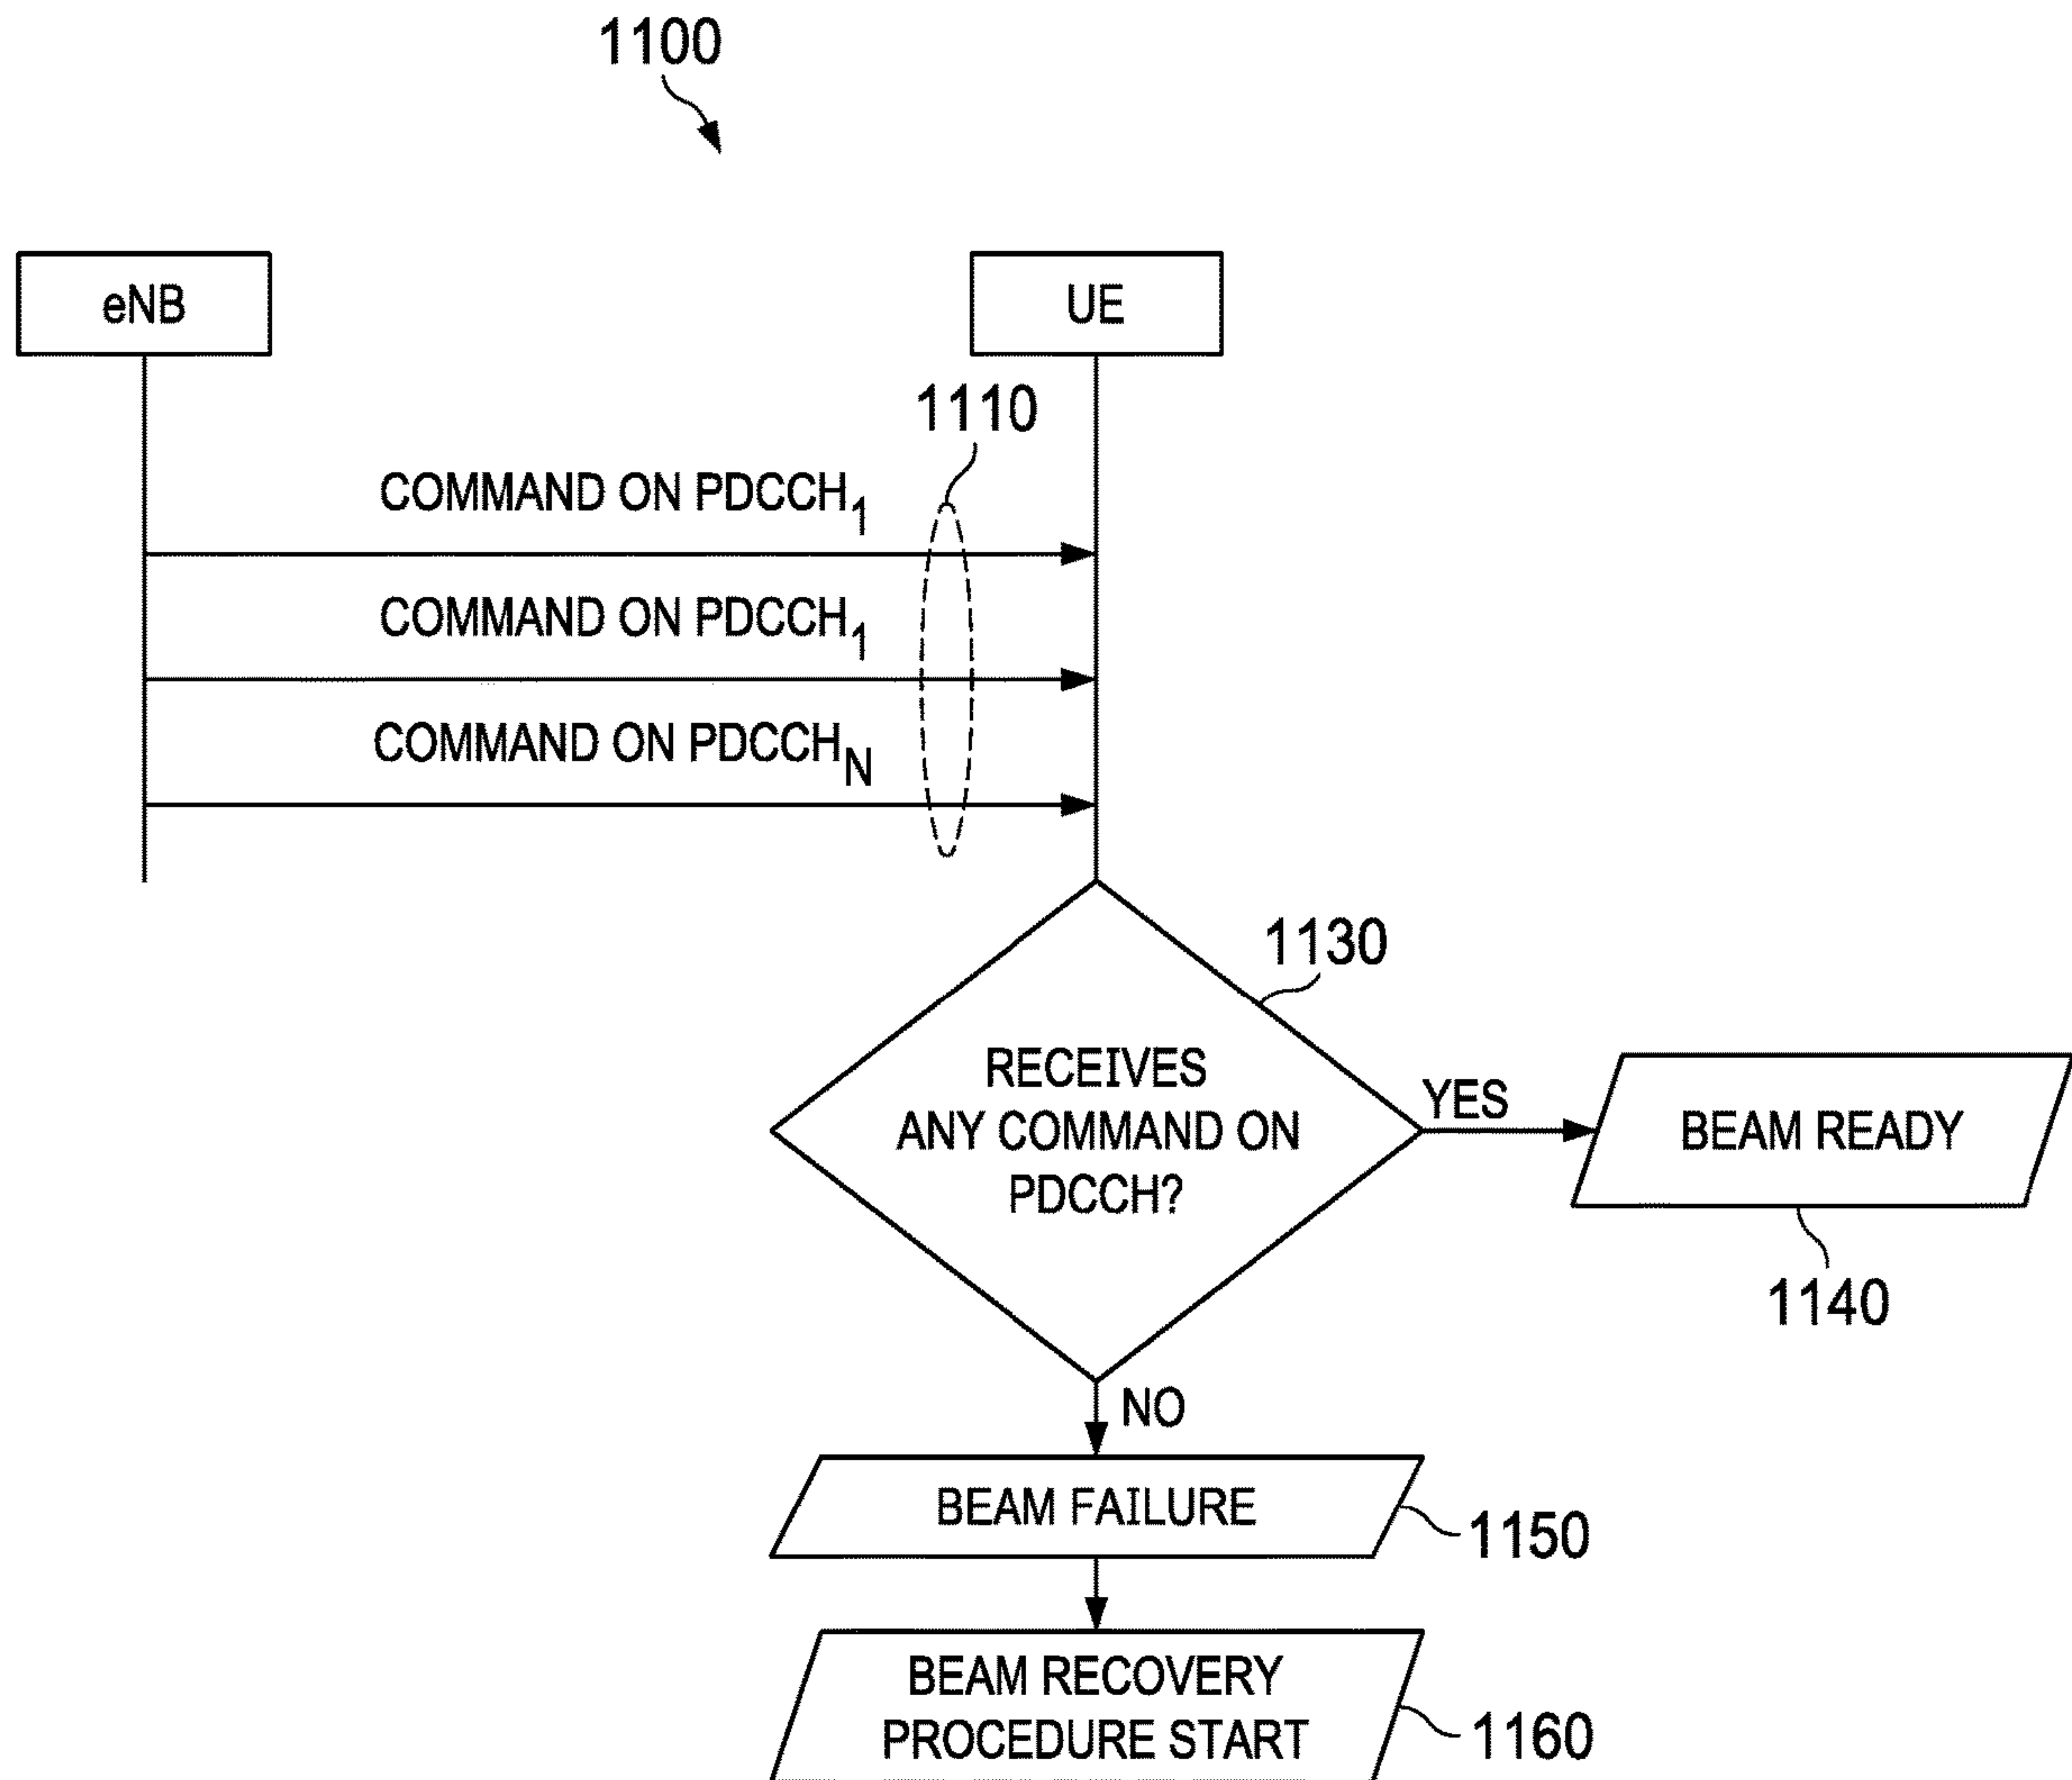 1100
eNB
UE
1110
COMMAND ON PDCCH1
COMMAND ON PDCCH1
COMMAND ON PDCCHN
1130
RECEIVES
ANY COMMAND ON
PDCCH?
YES
BEAM READY
1140
NO
BEAM FAILURE
1150
BEAM RECOVERY
PROCEDURE START
1160